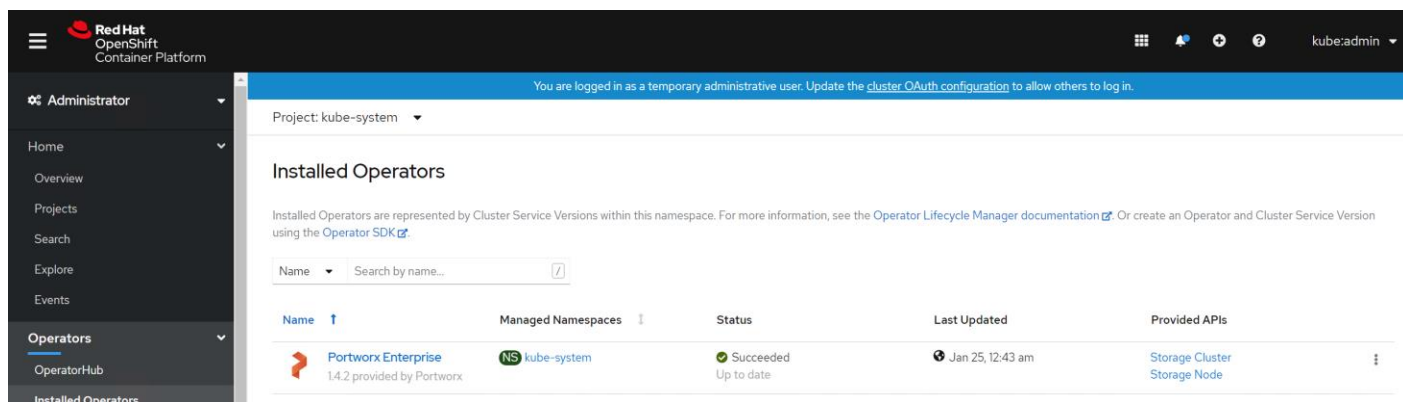 Red Hat
OpenShift
Container Platform
kube:admin
You are logged in as a temporary administrative user. Update the cluster OAuth configuration to allow others to log in.
Administrator
Project: kube-system
Home
Overview
Projects
Search
Explore
Events
Operators
OperatorHub
Installed Operators
Installed Operators
Installed Operators are represented by Cluster Service Versions within this namespace. For more information, see the Operator Lifecycle Manager documentation. Or create an Operator and Cluster Service Version
using the Operator SDK.
Name Search by name... /
Name Managed Namespaces Status Last Updated Provided APIs
Portworx Enterprise NS kube-system Succeeded Jan 25, 12:43 am Storage Cluster
1.4.2 provided by Portworx Up to date Storage Node